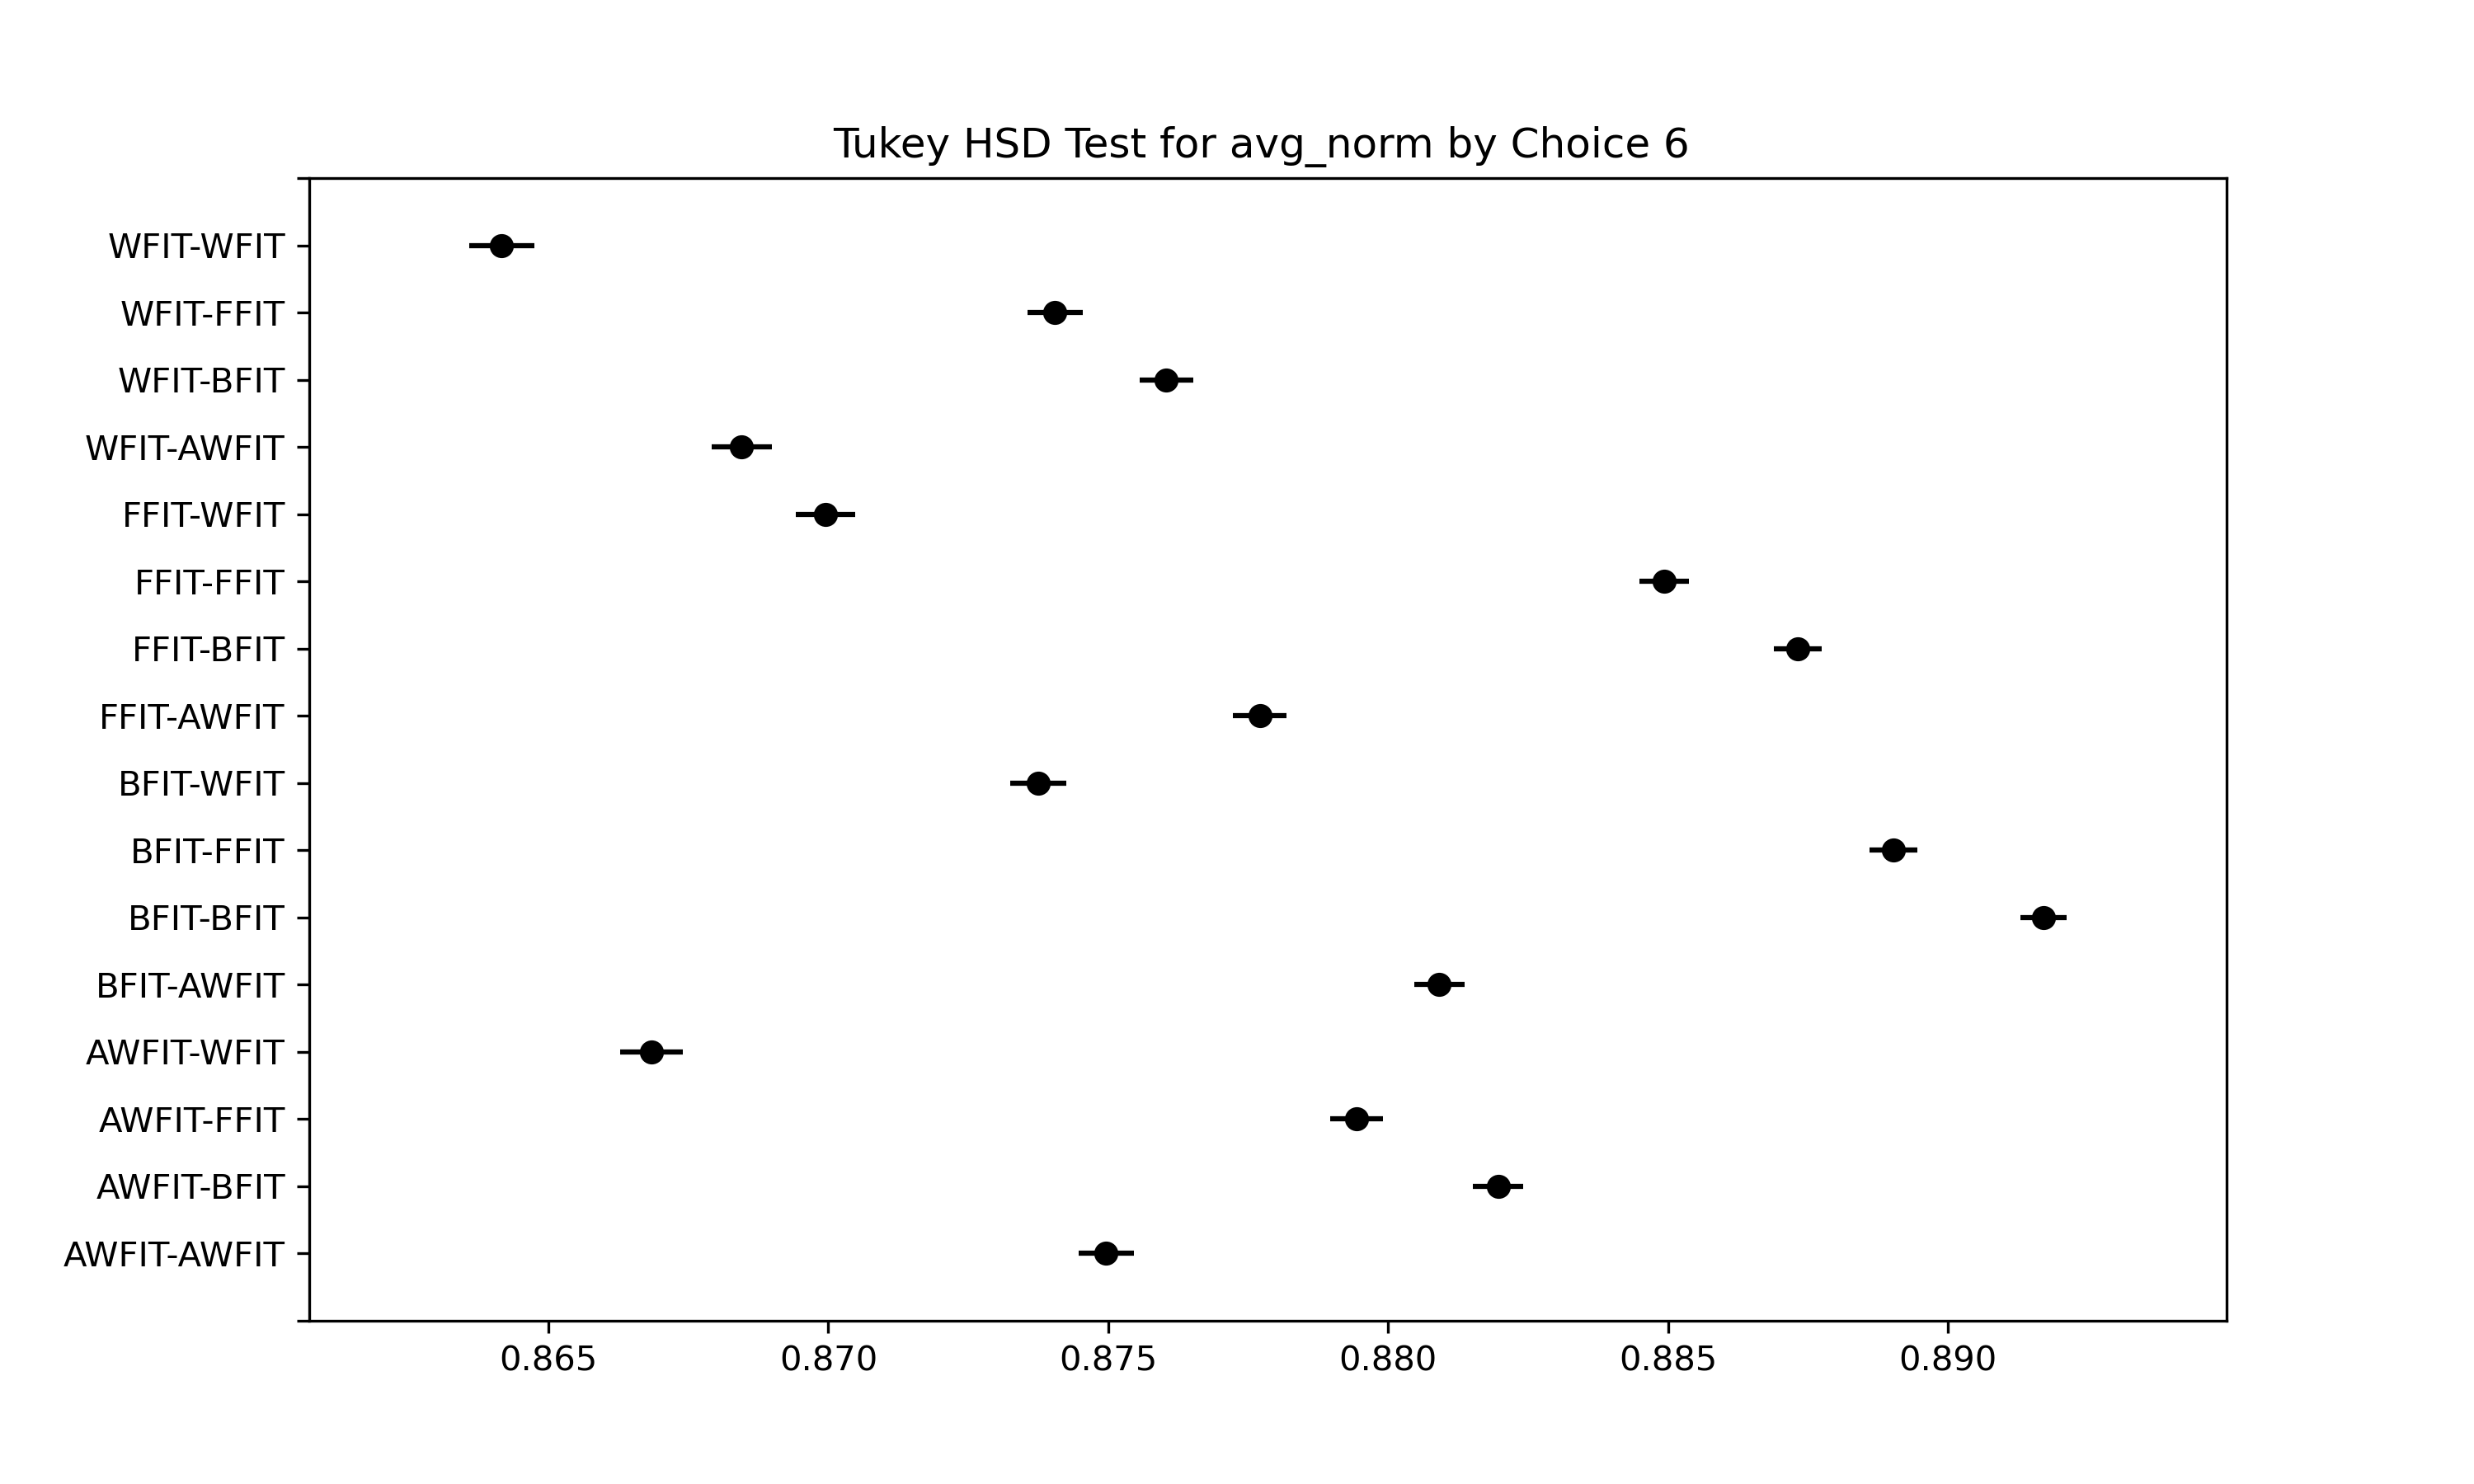 Tukey HSD Test for avg_norm by Choice 6
WFIT-WFIT
WFIT-FFIT
WFIT-BFIT
WFIT-AWFIT
FFIT-WFIT
FFIT-FFIT
FFIT-BFIT
FFIT-AWFIT
BFIT-WFIT
BFIT-FFIT
BFIT-BFIT
BFIT-AWFIT
AWFIT-WFIT
AWFIT-FFIT
AWFIT-BFIT
AWFIT-AWFIT
0.865 0.870 0.875 0.880 0.885 0.890